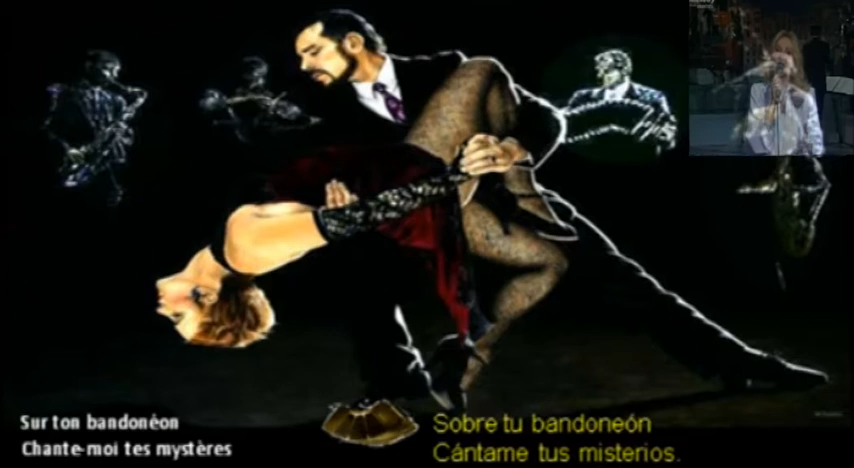 Sur ton bandonéon
Chante-moi tes mystères
Sobre tu bandoneón
Cántame tus misterios.